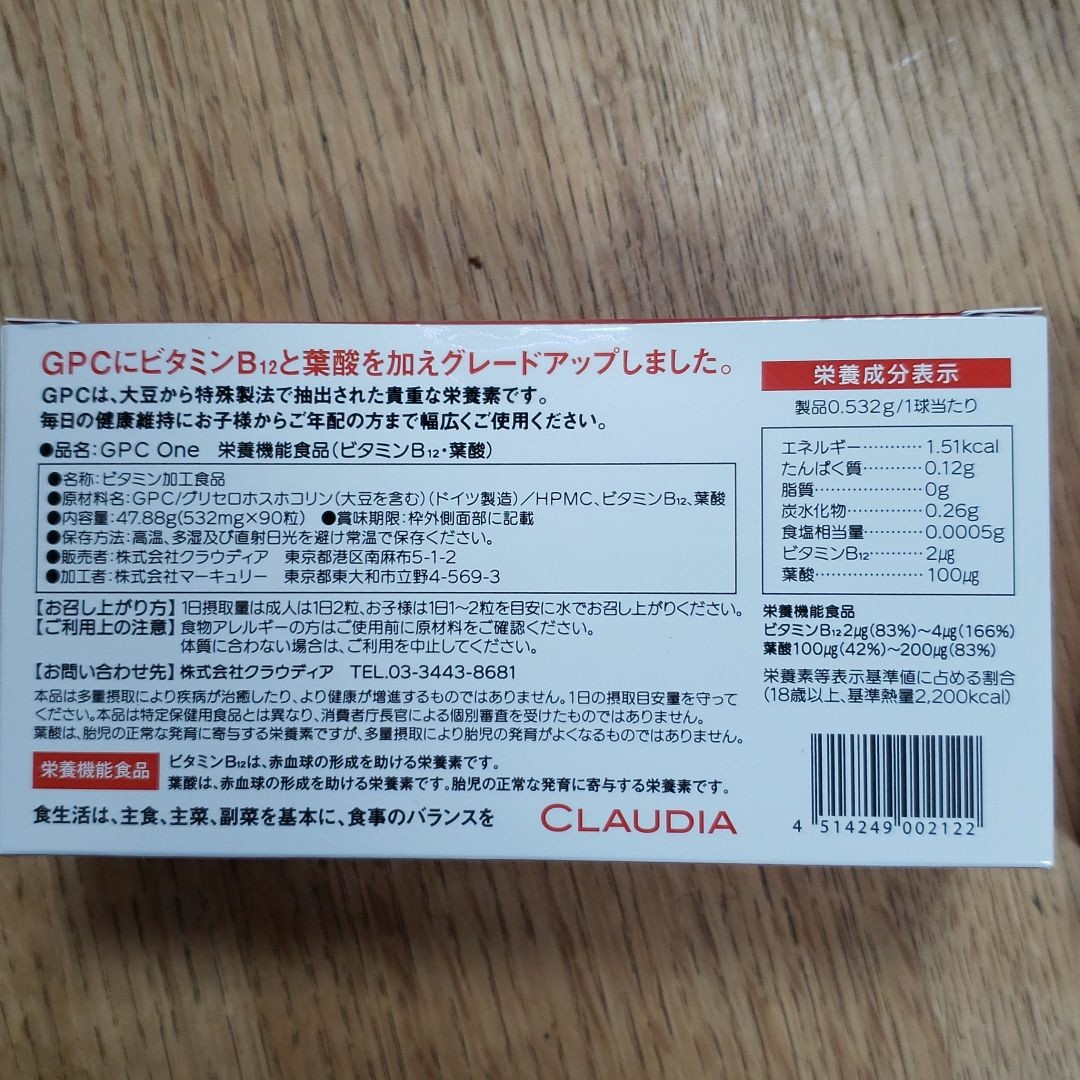 GPCにビタミンB₁₂と葉酸を加えグレードアップしました。
GPCは、大豆から特殊製法で抽出された貴重な栄養素です。
毎日の健康維持にお子様からご年配の方まで幅広くご使用ください。
●品名:GPC One 栄養機能食品(ビタミンB₁₂・葉酸)
●名称:ビタミン加工食品
●原材料名:GPC/グリセロホスホコリン(大豆を含む)(ドイツ製造)/HPMC、ビタミンB₁₂、葉酸
●内容量:47.88g(532mg×90粒) ●賞味期限:枠外側面部に記載
●保存方法:高温、多湿及び直射日光を避け常温で保存ください。
●販売者:株式会社クラウディア 東京都港区南麻布5-1-2
●加工者:株式会社マーキュリー 東京都東大和市立野4-569-3
【お召し上がり方】1日摂取量は成人は1日2粒、お子様は1日1~2粒を目安に水でお召し上がりください。
【ご利用上の注意】食物アレルギーの方はご使用前に原材料をご確認ください。
体質に合わない場合は、ご利用を中止してください。
【お問い合わせ先】株式会社クラウディア TEL.03-3443-8681
本品は多量摂取により疾病が治癒したり、より健康が増進するものではありません。1日の摂取目安量を守って
ください。本品は特定保健用食品とは異なり、消費者庁長官による個別審査を受けたものではありません。
葉酸は、胎児の正常な発育に寄与する栄養素ですが、多量摂取により胎児の発育がよくなるものではありません。
栄養機能食品
ビタミンB₁₂は、赤血球の形成を助ける栄養素です。
葉酸は、赤血球の形成を助ける栄養素です。胎児の正常な発育に寄与する栄養素です。
食生活は、主食、主菜、副菜を基本に、食事のバランスを
CLAUDIA
栄養成分表示
製品0.532g/1球当たり
エネルギー……1.51kcal
たんぱく質………0.12g
脂質…………………0g
炭水化物…………0.26g
食塩相当量……0.0005g
ビタミンB₁₂………2㎍
葉酸………………100㎍
栄養機能食品
ビタミンB₁₂2㎍(83%)~4㎍(166%)
葉酸100㎍(42%)~200㎍(83%)
栄養素等表示基準値に占める割合
(18歳以上、基準熱量2,200kcal)
4 514249 002122